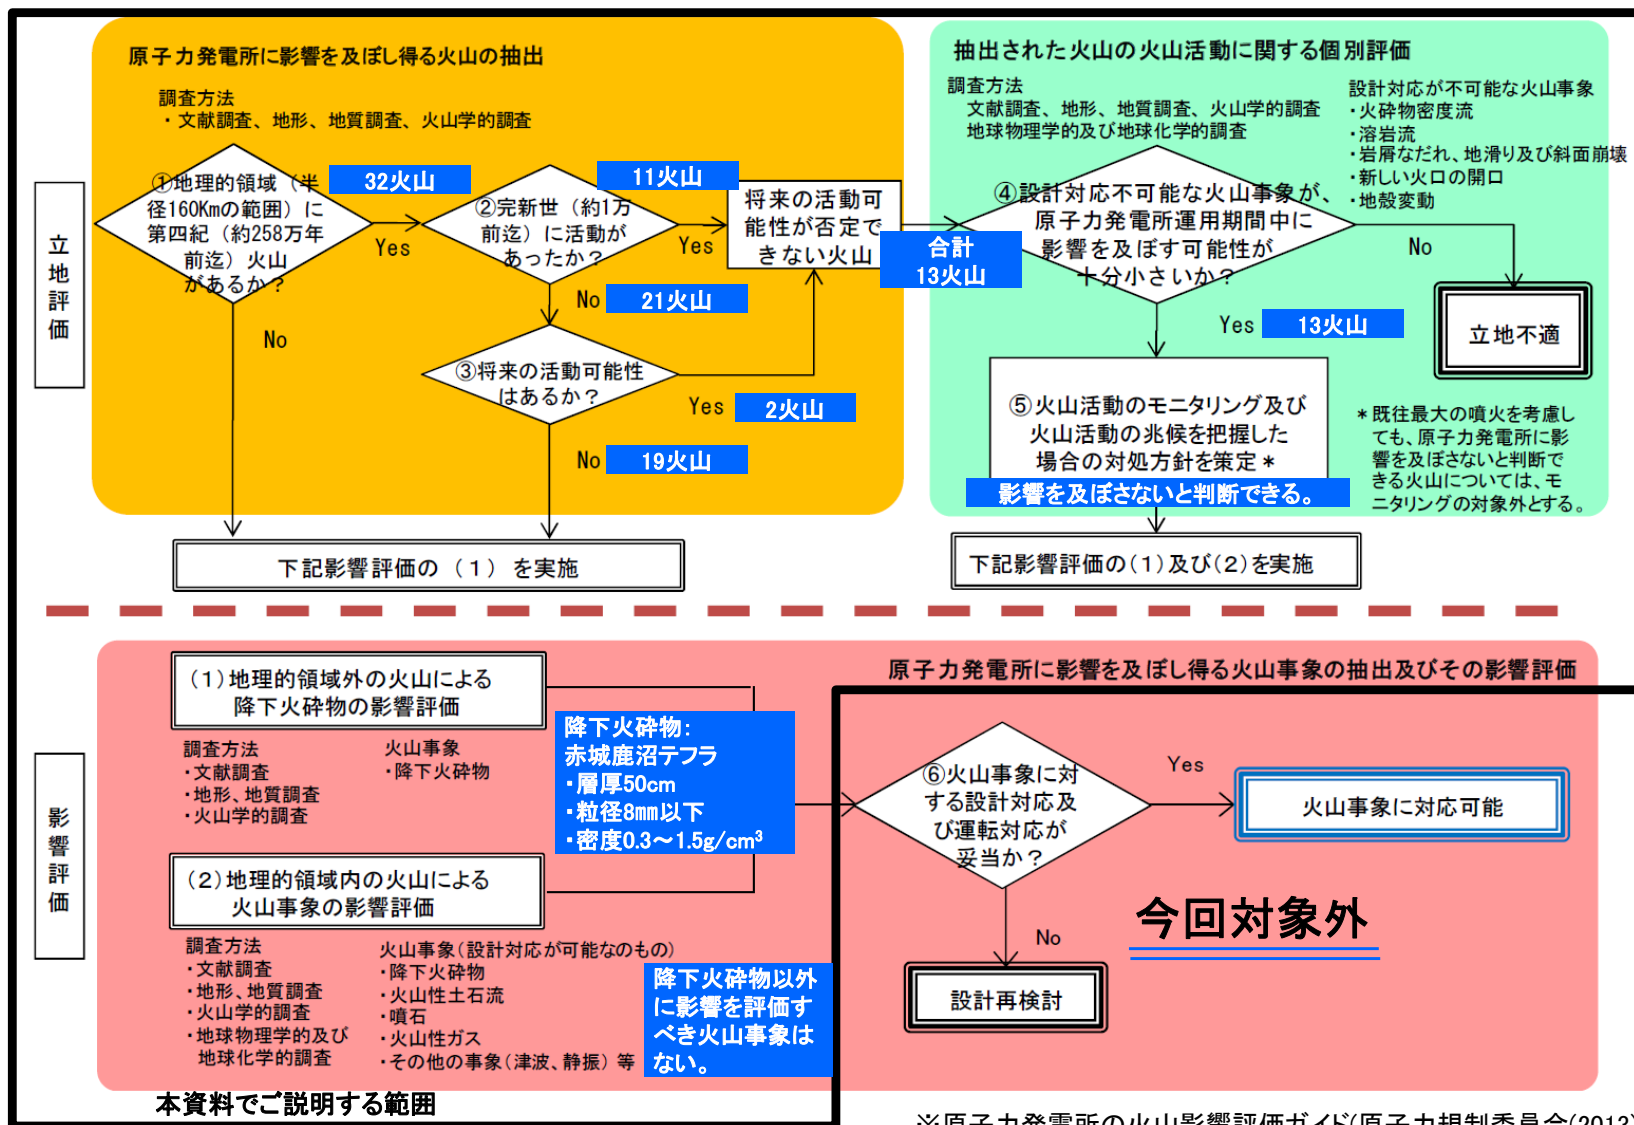 原子力発電所に影響を及ぼし得る火山の抽出
調査方法
・文献調査、地形、地質調査、火山学的調査
①地理的領域（半
径160Kmの範囲）に
第四紀（約258万年
前迄）火山
があるか？
32火山
Yes
No
②完新世（約1万
前迄）に活動が
あったか？
11火山
Yes
No
21火山
将来の活動可
能性が否定で
きない火山
③将来の活動可能性
はあるか？
Yes
2火山
No
19火山
合計
13火山
立
地
評
価
下記影響評価の（１）を実施
抽出された火山の火山活動に関する個別評価
調査方法
文献調査、地形、地質調査、火山学的調査
地球物理学的及び地球化学的調査
設計対応が不可能な火山事象
・火砕物密度流
・溶岩流
・岩屑なだれ、地滑り及び斜面崩壊
・新しい火口の開口
・地殻変動
④設計対応不可能な火山事象が、
原子力発電所運用期間中に
影響を及ぼす可能性が
十分小さいか？
No
立地不適
Yes
13火山
⑤火山活動のモニタリング及び
火山活動の兆候を把握した
場合の対処方針を策定＊
影響を及ぼさないと判断できる。
＊既往最大の噴火を考慮し
ても、原子力発電所に影
響を及ぼさないと判断で
きる火山については、モ
ニタリングの対象外とする。
下記影響評価の(１)及び(２)を実施
影
響
評
価
原子力発電所に影響を及ぼし得る火山事象の抽出及びその影響評価
(１)地理的領域外の火山による
降下火砕物の影響評価
調査方法
・文献調査
・地形、地質調査
・火山学的調査
火山事象
・降下火砕物
降下火砕物：
赤城鹿沼テフラ
・層厚50cm
・粒径8㎜以下
・密度0.3～1.5g/cm³
(２)地理的領域内の火山による
火山事象の影響評価
調査方法
・文献調査
・地形、地質調査
・火山学的調査
・地球物理学的及び
地球化学的調査
火山事象(設計対応が可能なのもの)
・降下火砕物
・火山性土石流
・噴石
・火山性ガス
・その他の事象(津波、静振) 等
降下火砕物以外
に影響を評価す
べき火山事象は
ない。
⑥火山事象に対
する設計対応及
び運転対応が
妥当か？
Yes
火山事象に対応可能
No
設計再検討
今回対象外
本資料でご説明する範囲
※原子力発電所の火山影響評価ガイド(原子力規制委員会(2013)